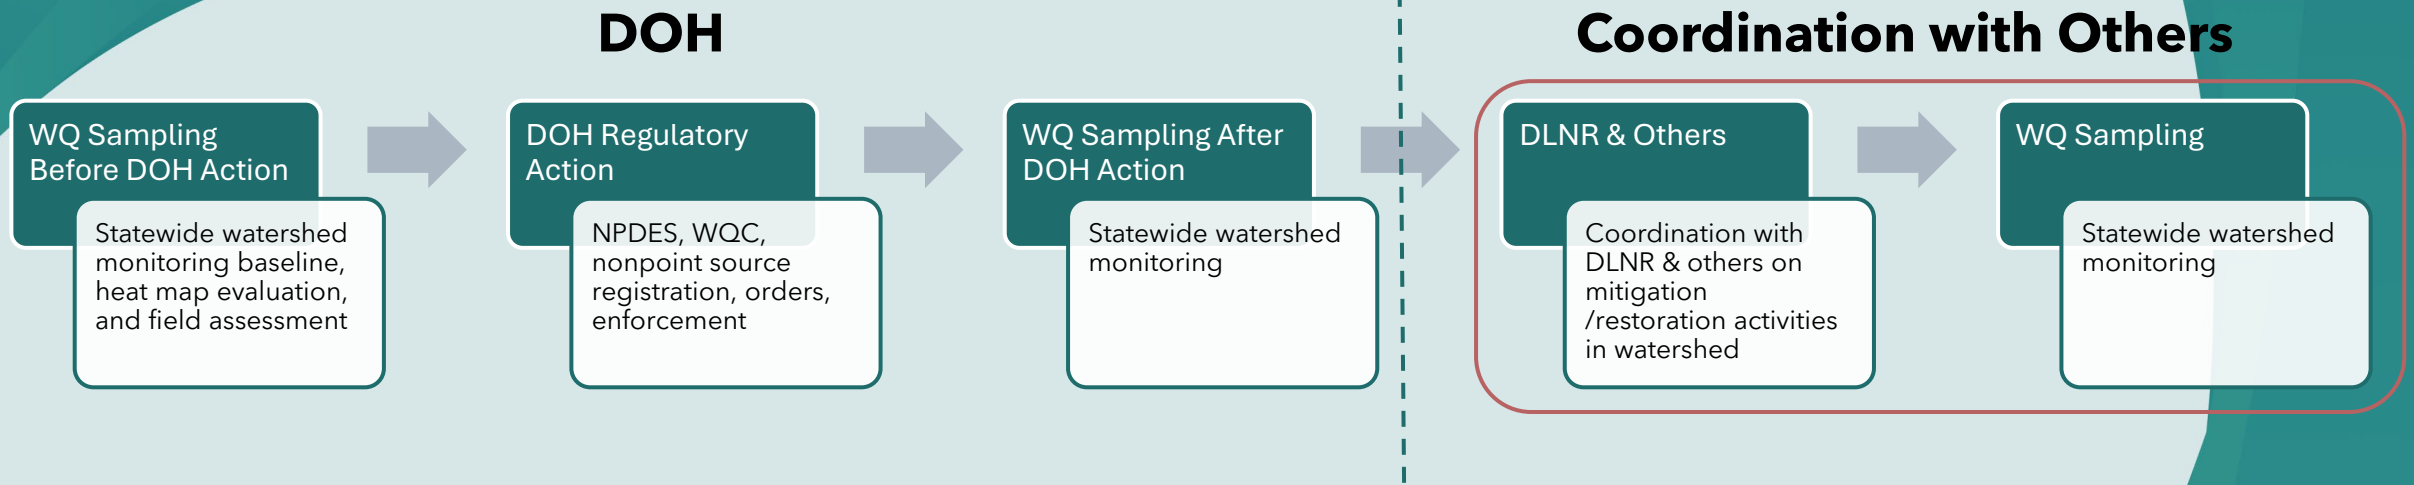 DOH
Coordination with Others
WQ Sampling
Before DOH Action
Statewide watershed
monitoring baseline,
heat map evaluation,
and field assessment
DOH Regulatory
Action
NPDES, WQC,
nonpoint source
registration, orders,
enforcement
WQ Sampling After
DOH Action
Statewide watershed
monitoring
DLNR & Others
Coordination with
DLNR & others on
mitigation
/restoration activities
in watershed
WQ Sampling
Statewide watershed
monitoring